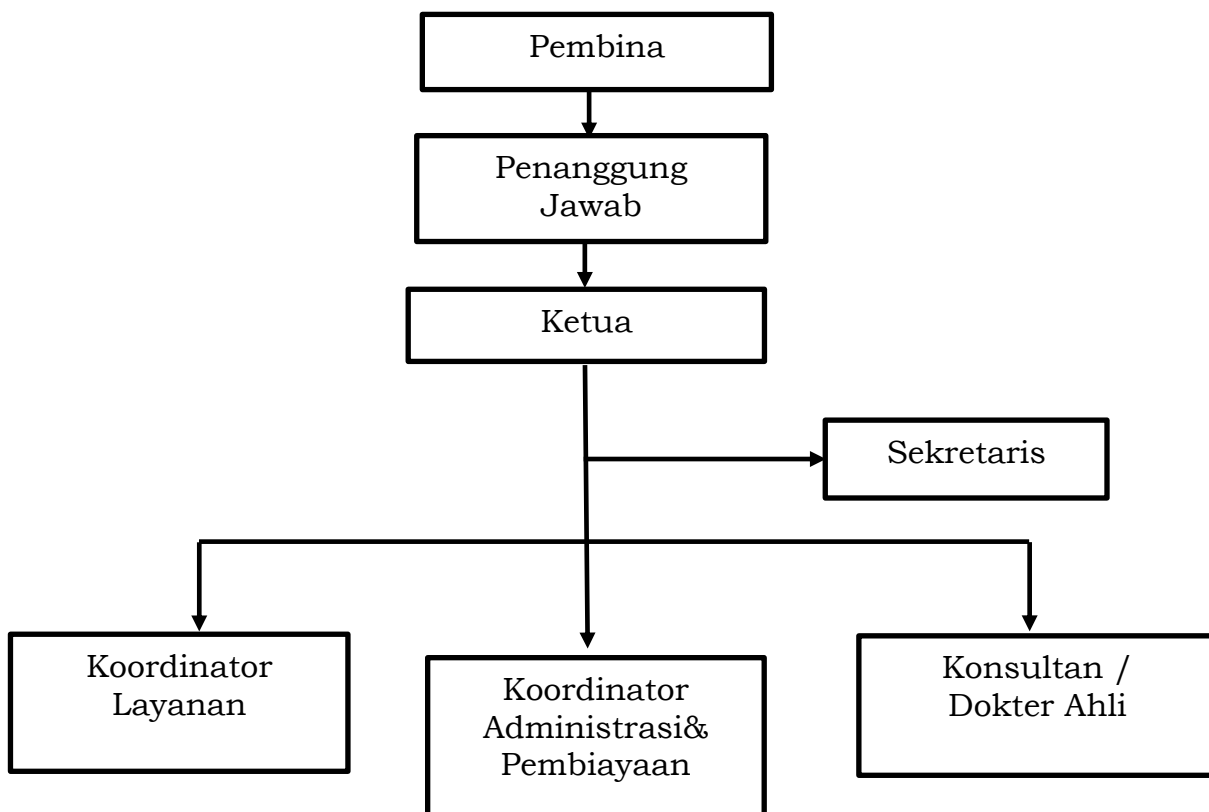 Pembina
Penanggung
Jawab
Ketua
Sekretaris
Koordinator
Layanan
Koordinator
Administrasi&
Pembiayaan
Konsultan /
Dokter Ahli